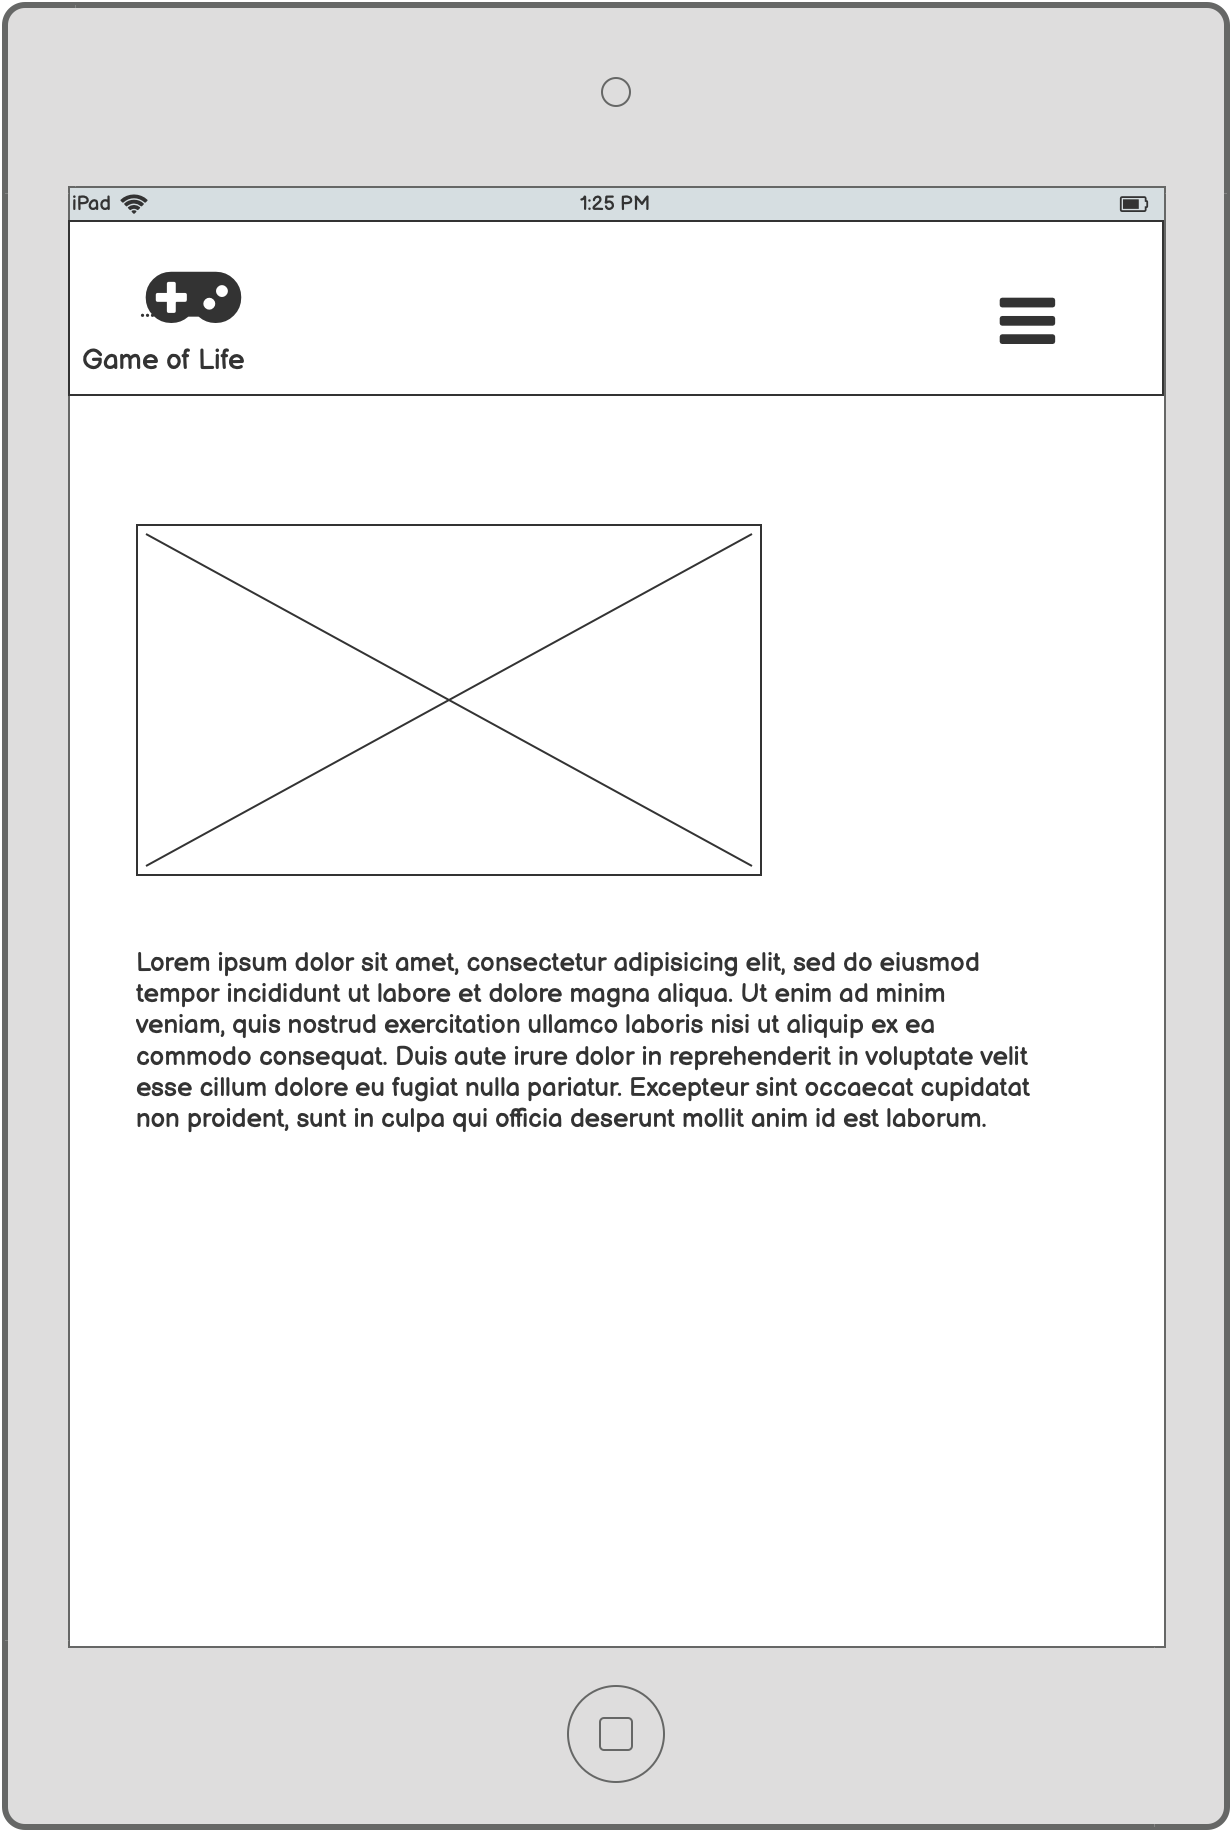 iPad 1:25 PM
Game of Life
Lorem ipsum dolor sit amet, consectetur adipisicing elit, sed do eiusmod
tempor incididunt ut labore et dolore magna aliqua. Ut enim ad minim
veniam, quis nostrud exercitation ullamco laboris nisi ut aliquip ex ea
commodo consequat. Duis aute irure dolor in reprehenderit in voluptate velit
esse cillum dolore eu fugiat nulla pariatur. Excepteur sint occaecat cupidatat
non proident, sunt in culpa qui officia deserunt mollit anim id est laborum.